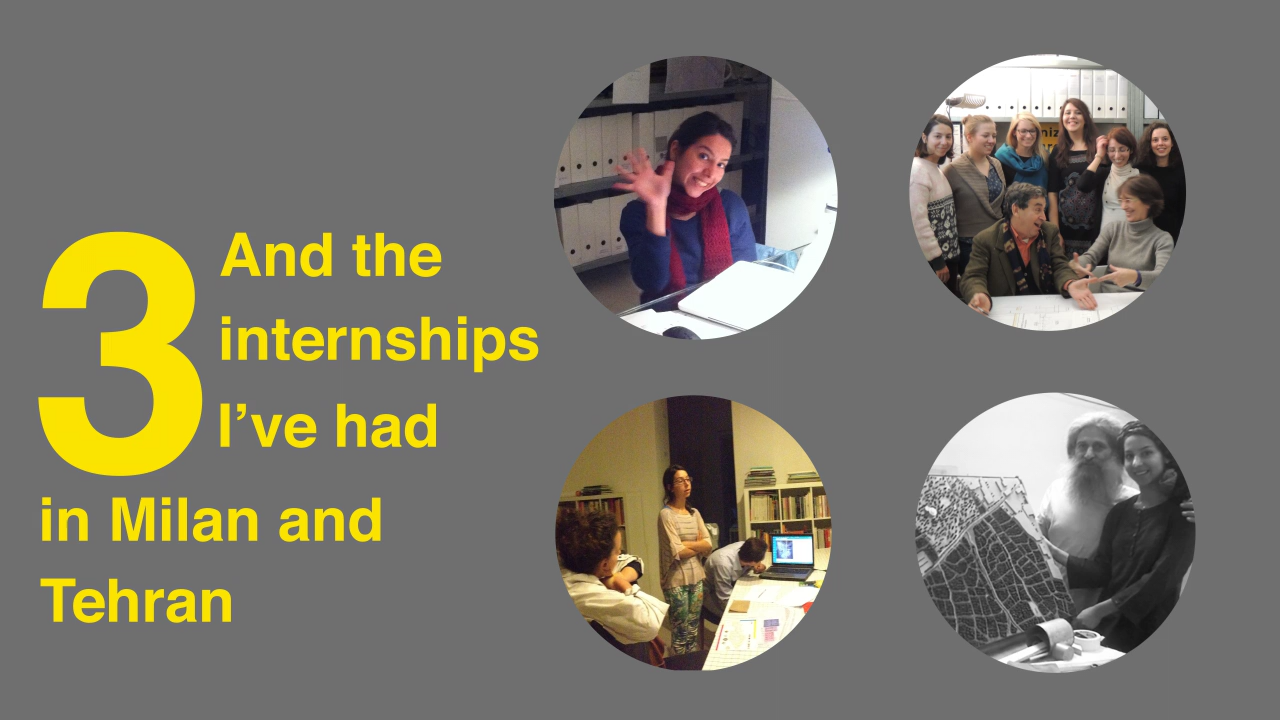 3 And the
internships
I’ve had
in Milan and
Tehran